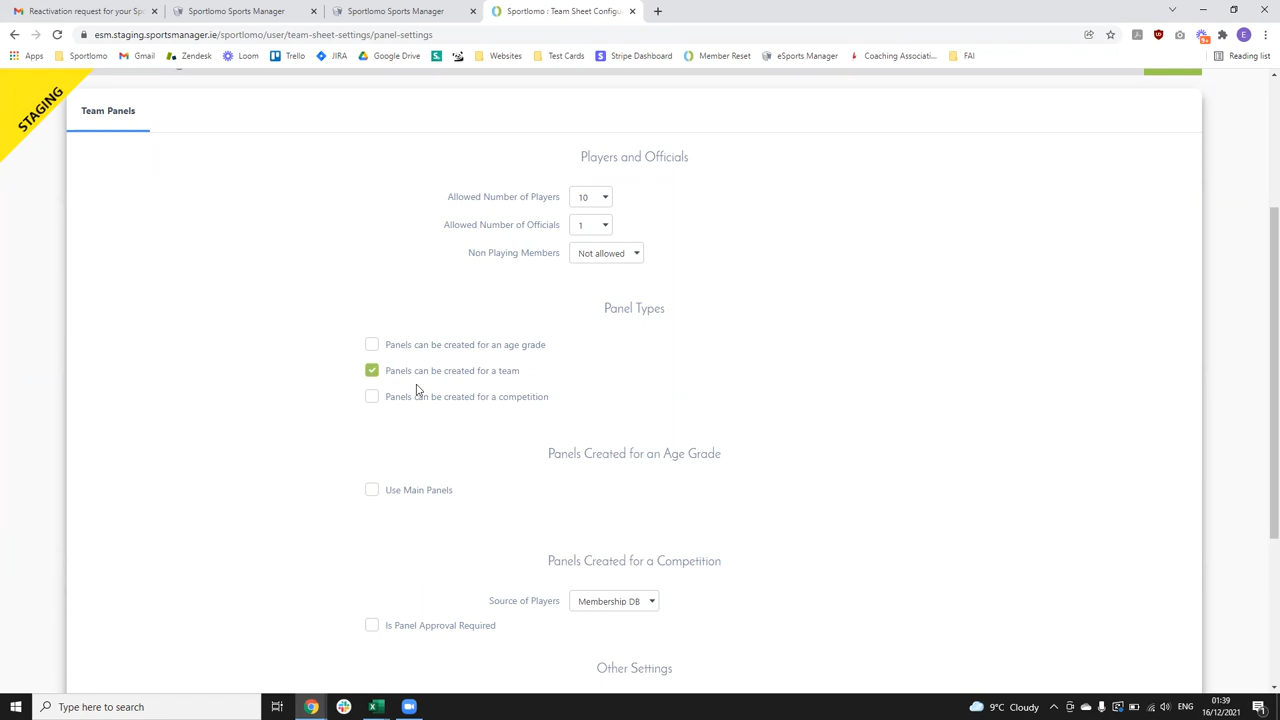 Reactivation request for your Sp
Sportlomo Sports Manager
Sportlomo Sports Manager
Sportlomo : Team Sheet Configu
esm.staging.sportsmanager.ie/sportlomo/user/team-sheet-settings/panel-settings
Apps Sportlomo Gmail Zendesk Loom Trello JIRA Google Drive Websites Test Cards Stripe Dashboard Member Reset eSports Manager Coaching Associati... FAI Reading list
STAGING
Team Panels
Players and Officials
Allowed Number of Players 10
Allowed Number of Officials 1
Non Playing Members Not allowed
Panel Types
Panels can be created for an age grade
Panels can be created for a team
Panels can be created for a competition
Panels Created for an Age Grade
Use Main Panels
Panels Created for a Competition
Source of Players Membership DB
Is Panel Approval Required
Other Settings
Type here to search
9°C Cloudy
ENG
01:39
16/12/2021